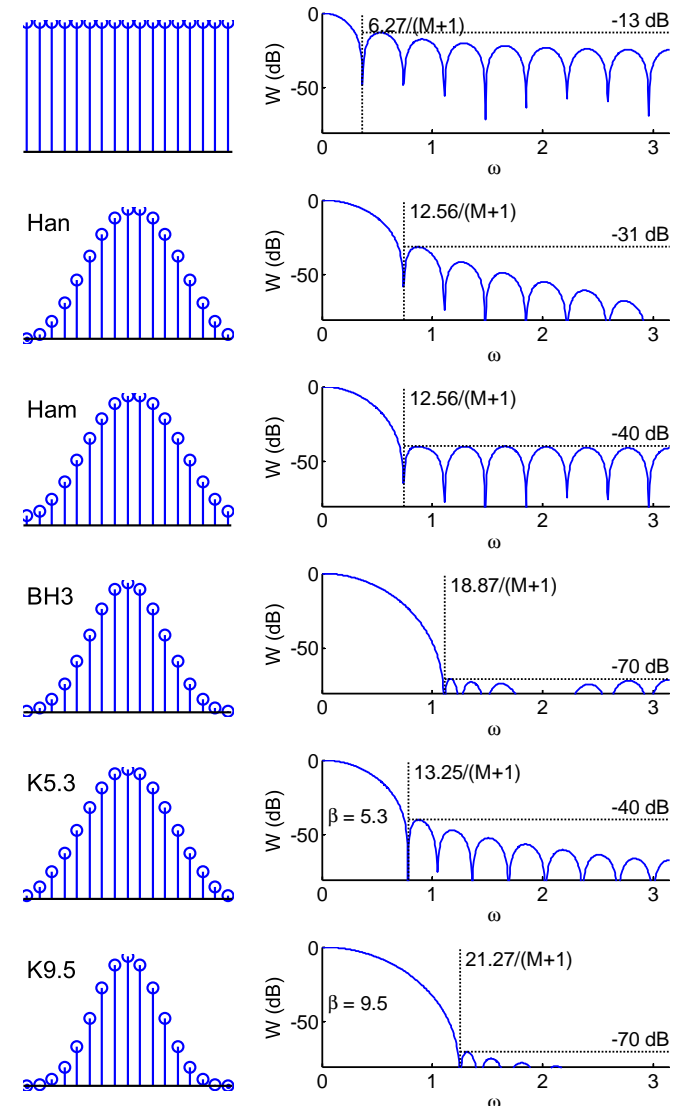 0
-50
W (dB)
6.27/(M+1)
-13 dB
0 1 2 3
ω
Han
0
-50
W (dB)
12.56/(M+1)
-31 dB
0 1 2 3
ω
Ham
0
-50
W (dB)
12.56/(M+1)
-40 dB
0 1 2 3
ω
BH3
0
-50
W (dB)
18.87/(M+1)
-70 dB
0 1 2 3
ω
K5.3
0
-50
W (dB)
13.25/(M+1)
β = 5.3
-40 dB
0 1 2 3
ω
K9.5
0
-50
W (dB)
21.27/(M+1)
β = 9.5
-70 dB
0 1 2 3
ω